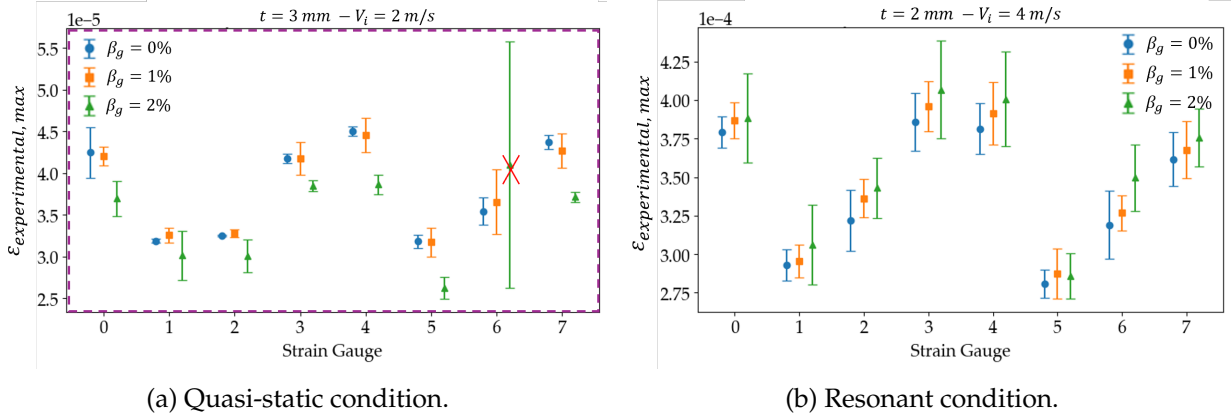 t = 3 mm − V_i = 2 m/s
1e−5
ε_experimental, max
5.5
5.0
4.5
4.0
3.5
3.0
2.5
β_g = 0%
β_g = 1%
β_g = 2%
0 1 2 3 4 5 6 7
Strain Gauge
(a) Quasi-static condition.
t = 2 mm − V_i = 4 m/s
1e−4
ε_experimental, max
4.25
4.00
3.75
3.50
3.25
3.00
2.75
β_g = 0%
β_g = 1%
β_g = 2%
0 1 2 3 4 5 6 7
Strain Gauge
(b) Resonant condition.